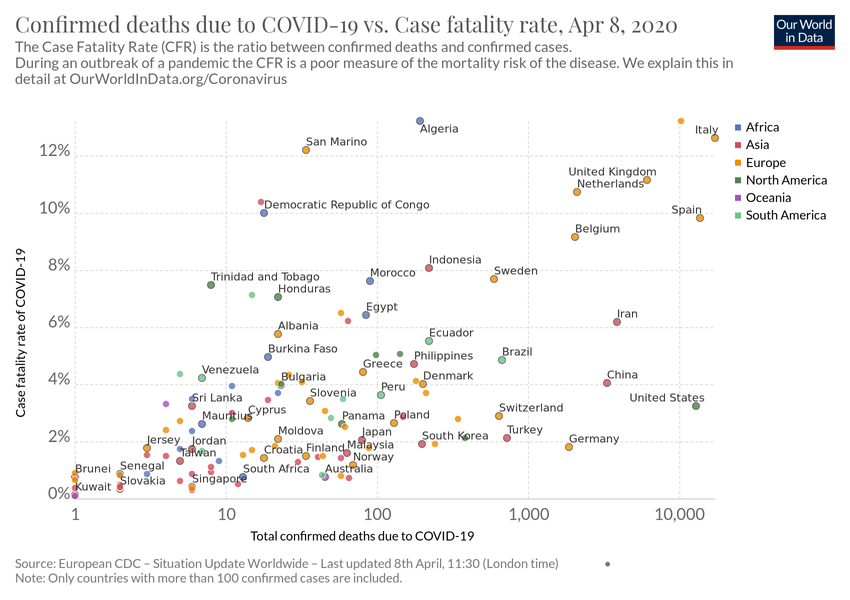 Confirmed deaths due to COVID-19 vs. Case fatality rate, Apr 8, 2020
Our World
in Data
The Case Fatality Rate (CFR) is the ratio between confirmed deaths and confirmed cases.
During an outbreak of a pandemic the CFR is a poor measure of the mortality risk of the disease. We explain this in
detail at OurWorldInData.org/Coronavirus
Algeria
Italy
San Marino
12%
United Kingdom
Netherlands
Democratic Republic of Congo
Spain
10%
Belgium
Indonesia
8%
Sweden
Morocco
Trinidad and Tobago
Honduras
Egypt
Iran
6%
Albania
Ecuador
Burkina Faso
Philippines
Brazil
Greece
Venezuela
Bulgaria
Denmark
China
4%
Peru
Sri Lanka
Slovenia
United States
Mauritius
Cyprus
Panama
Poland
Switzerland
Jersey
Jordan
Moldova
Japan
South Korea
Turkey
Germany
2%
Taiwan
Croatia
Finland
Malaysia
Norway
Brunei
Senegal
South Africa
Australia
Kuwait
Slovakia
Singapore
0%
1
10
100
1,000
10,000
Case fatality rate of COVID-19
Total confirmed deaths due to COVID-19
Africa
Asia
Europe
North America
Oceania
South America
Source: European CDC – Situation Update Worldwide – Last updated 8th April, 11:30 (London time)
Note: Only countries with more than 100 confirmed cases are included.